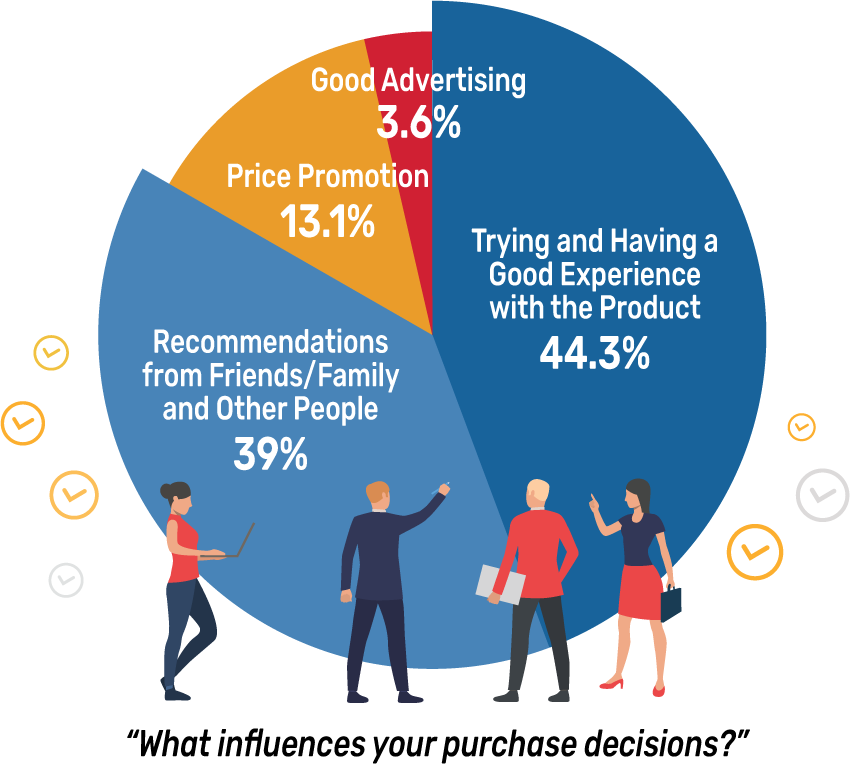 Good Advertising
3.6%
Price Promotion
13.1%
Trying and Having a
Good Experience
with the Product
44.3%
Recommendations
from Friends/Family
and Other People
39%
“What influences your purchase decisions?”